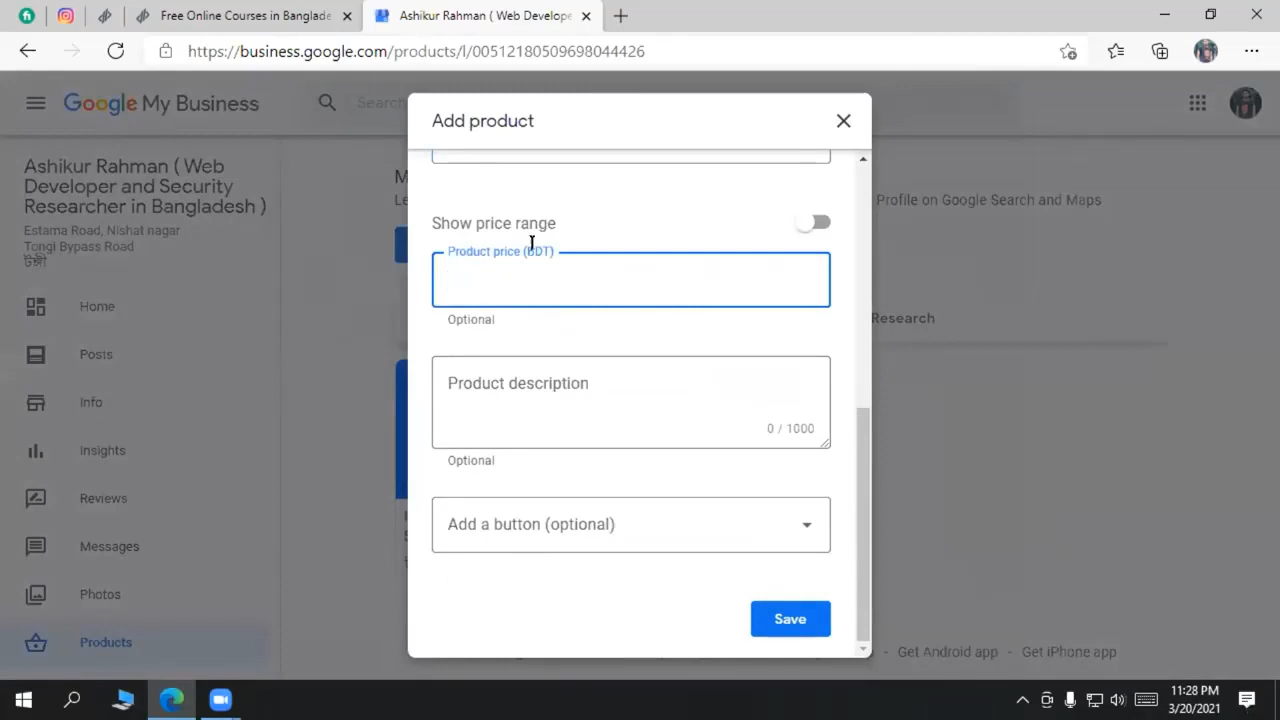 Free Online Courses in Banglade
Ashikur Rahman ( Web Develope
https://business.google.com/products/l/00512180509698044426
Google My Business
Search
Add product
Ashikur Rahman ( Web
Developer and Security
Researcher in Bangladesh )
Estama Road, Nishat nagar
Tongi Bypass Road
Profile on Google Search and Maps
Show price range
Product price (BDT)
Optional
Research
Product description
0 / 1000
Optional
Add a button (optional)
Save
Home
Posts
Info
Insights
Reviews
Messages
Photos
Products
- Get Android app - Get iPhone app
11:28 PM
3/20/2021